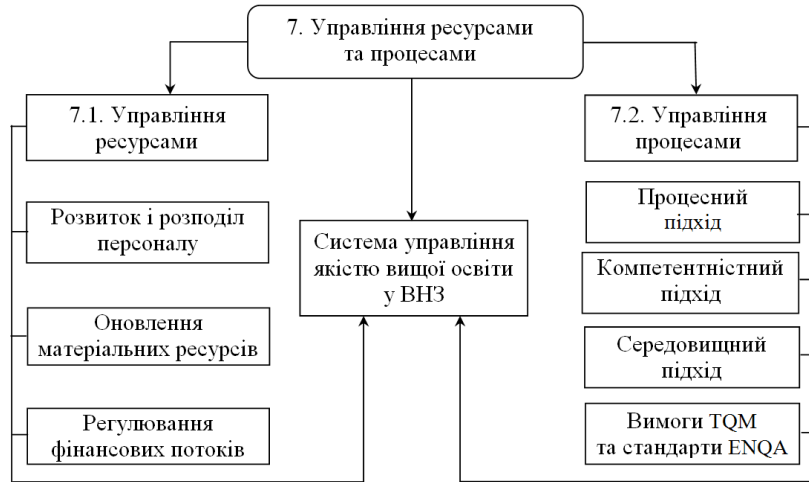 7. Управління ресурсами
та процесами
7.1. Управління
ресурсами
7.2. Управління
процесами
Розвиток і розподіл
персоналу
Оновлення
матеріальних ресурсів
Регулювання
фінансових потоків
Система управління
якістю вищої освіти
у ВНЗ
Процесний
підхід
Компетентністний
підхід
Середовищний
підхід
Вимоги TQM
та стандарти ENQA